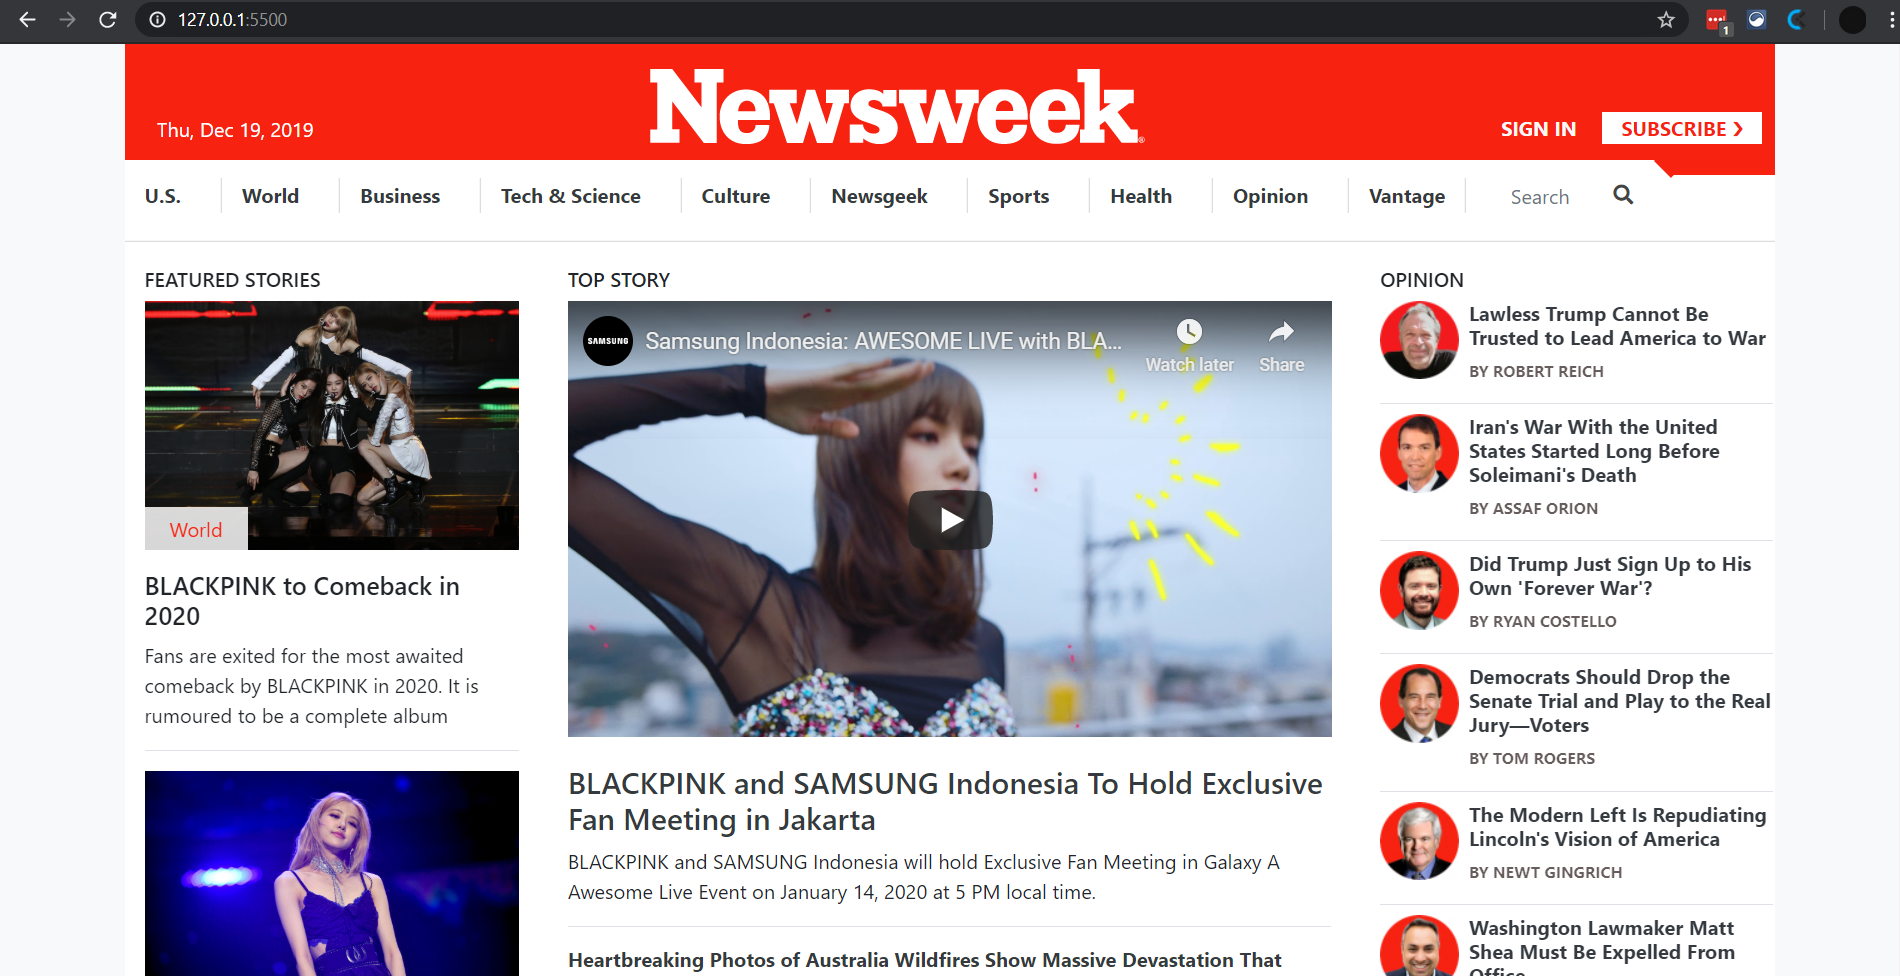 127.0.0.1:5500
1
Newsweek
Thu, Dec 19, 2019
SIGN IN
SUBSCRIBE ❯
U.S.
World
Business
Tech & Science
Culture
Newsgeek
Sports
Health
Opinion
Vantage
Search
FEATURED STORIES
World
BLACKPINK to Comeback in
2020
Fans are exited for the most awaited
comeback by BLACKPINK in 2020. It is
rumoured to be a complete album
TOP STORY
SAMSUNG
Samsung Indonesia: AWESOME LIVE with BLA...
Watch later
Share
BLACKPINK and SAMSUNG Indonesia To Hold Exclusive
Fan Meeting in Jakarta
BLACKPINK and SAMSUNG Indonesia will hold Exclusive Fan Meeting in Galaxy A
Awesome Live Event on January 14, 2020 at 5 PM local time.
Heartbreaking Photos of Australia Wildfires Show Massive Devastation That
OPINION
Lawless Trump Cannot Be
Trusted to Lead America to War
BY ROBERT REICH
Iran's War With the United
States Started Long Before
Soleimani's Death
BY ASSAF ORION
Did Trump Just Sign Up to His
Own 'Forever War'?
BY RYAN COSTELLO
Democrats Should Drop the
Senate Trial and Play to the Real
Jury—Voters
BY TOM ROGERS
The Modern Left Is Repudiating
Lincoln's Vision of America
BY NEWT GINGRICH
Washington Lawmaker Matt
Shea Must Be Expelled From
Office